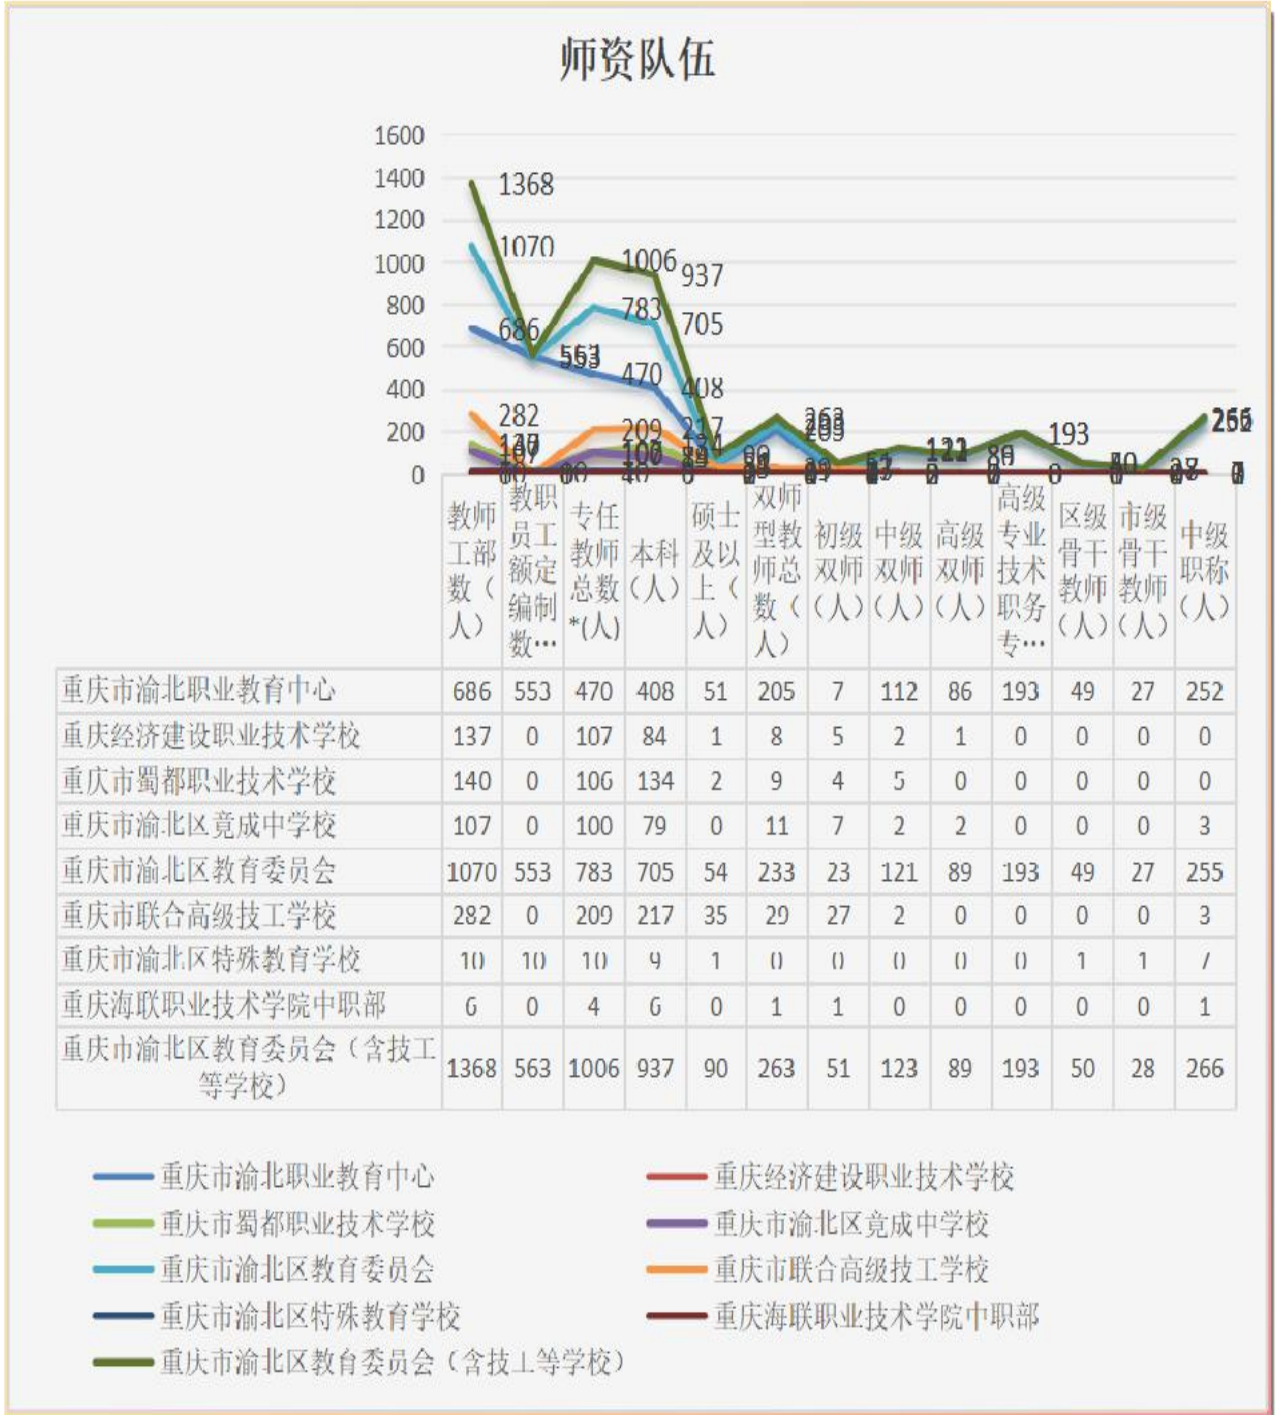 师资队伍
1600
1400
1200
1000
800
600
400
200
0
1368
1070
686
282
553
1006
783
470
209
937
705
408
217
193
教师工部数（人）
教职员工额定编制数…
专任教师总数*(人)
本科（人）
硕士及以上（人）
双师型教师总数（人）
初级双师（人）
中级双师（人）
高级双师（人）
高级专业技术职务专…
区级骨干教师（人）
市级骨干教师（人）
中级职称（人）
重庆市渝北职业教育中心 686 553 470 408 51 205 7 112 86 193 49 27 252
重庆经济建设职业技术学校 137 0 107 84 1 8 5 2 1 0 0 0 0
重庆市蜀都职业技术学校 140 0 106 134 2 9 4 5 0 0 0 0 0
重庆市渝北区竟成中学校 107 0 100 79 0 11 7 2 2 0 0 0 3
重庆市渝北区教育委员会 1070 553 783 705 54 233 23 121 89 193 49 27 255
重庆市联合高级技工学校 282 0 209 217 35 29 27 2 0 0 0 0 3
重庆市渝北区特殊教育学校 10 10 10 9 1 0 0 0 0 0 1 1 7
重庆海联职业技术学院中职部 6 0 4 6 0 1 1 0 0 0 0 0 1
重庆市渝北区教育委员会（含技工等学校） 1368 563 1006 937 90 263 51 123 89 193 50 28 266
重庆市渝北职业教育中心
重庆经济建设职业技术学校
重庆市蜀都职业技术学校
重庆市渝北区竟成中学校
重庆市渝北区教育委员会
重庆市联合高级技工学校
重庆市渝北区特殊教育学校
重庆海联职业技术学院中职部
重庆市渝北区教育委员会（含技工等学校）